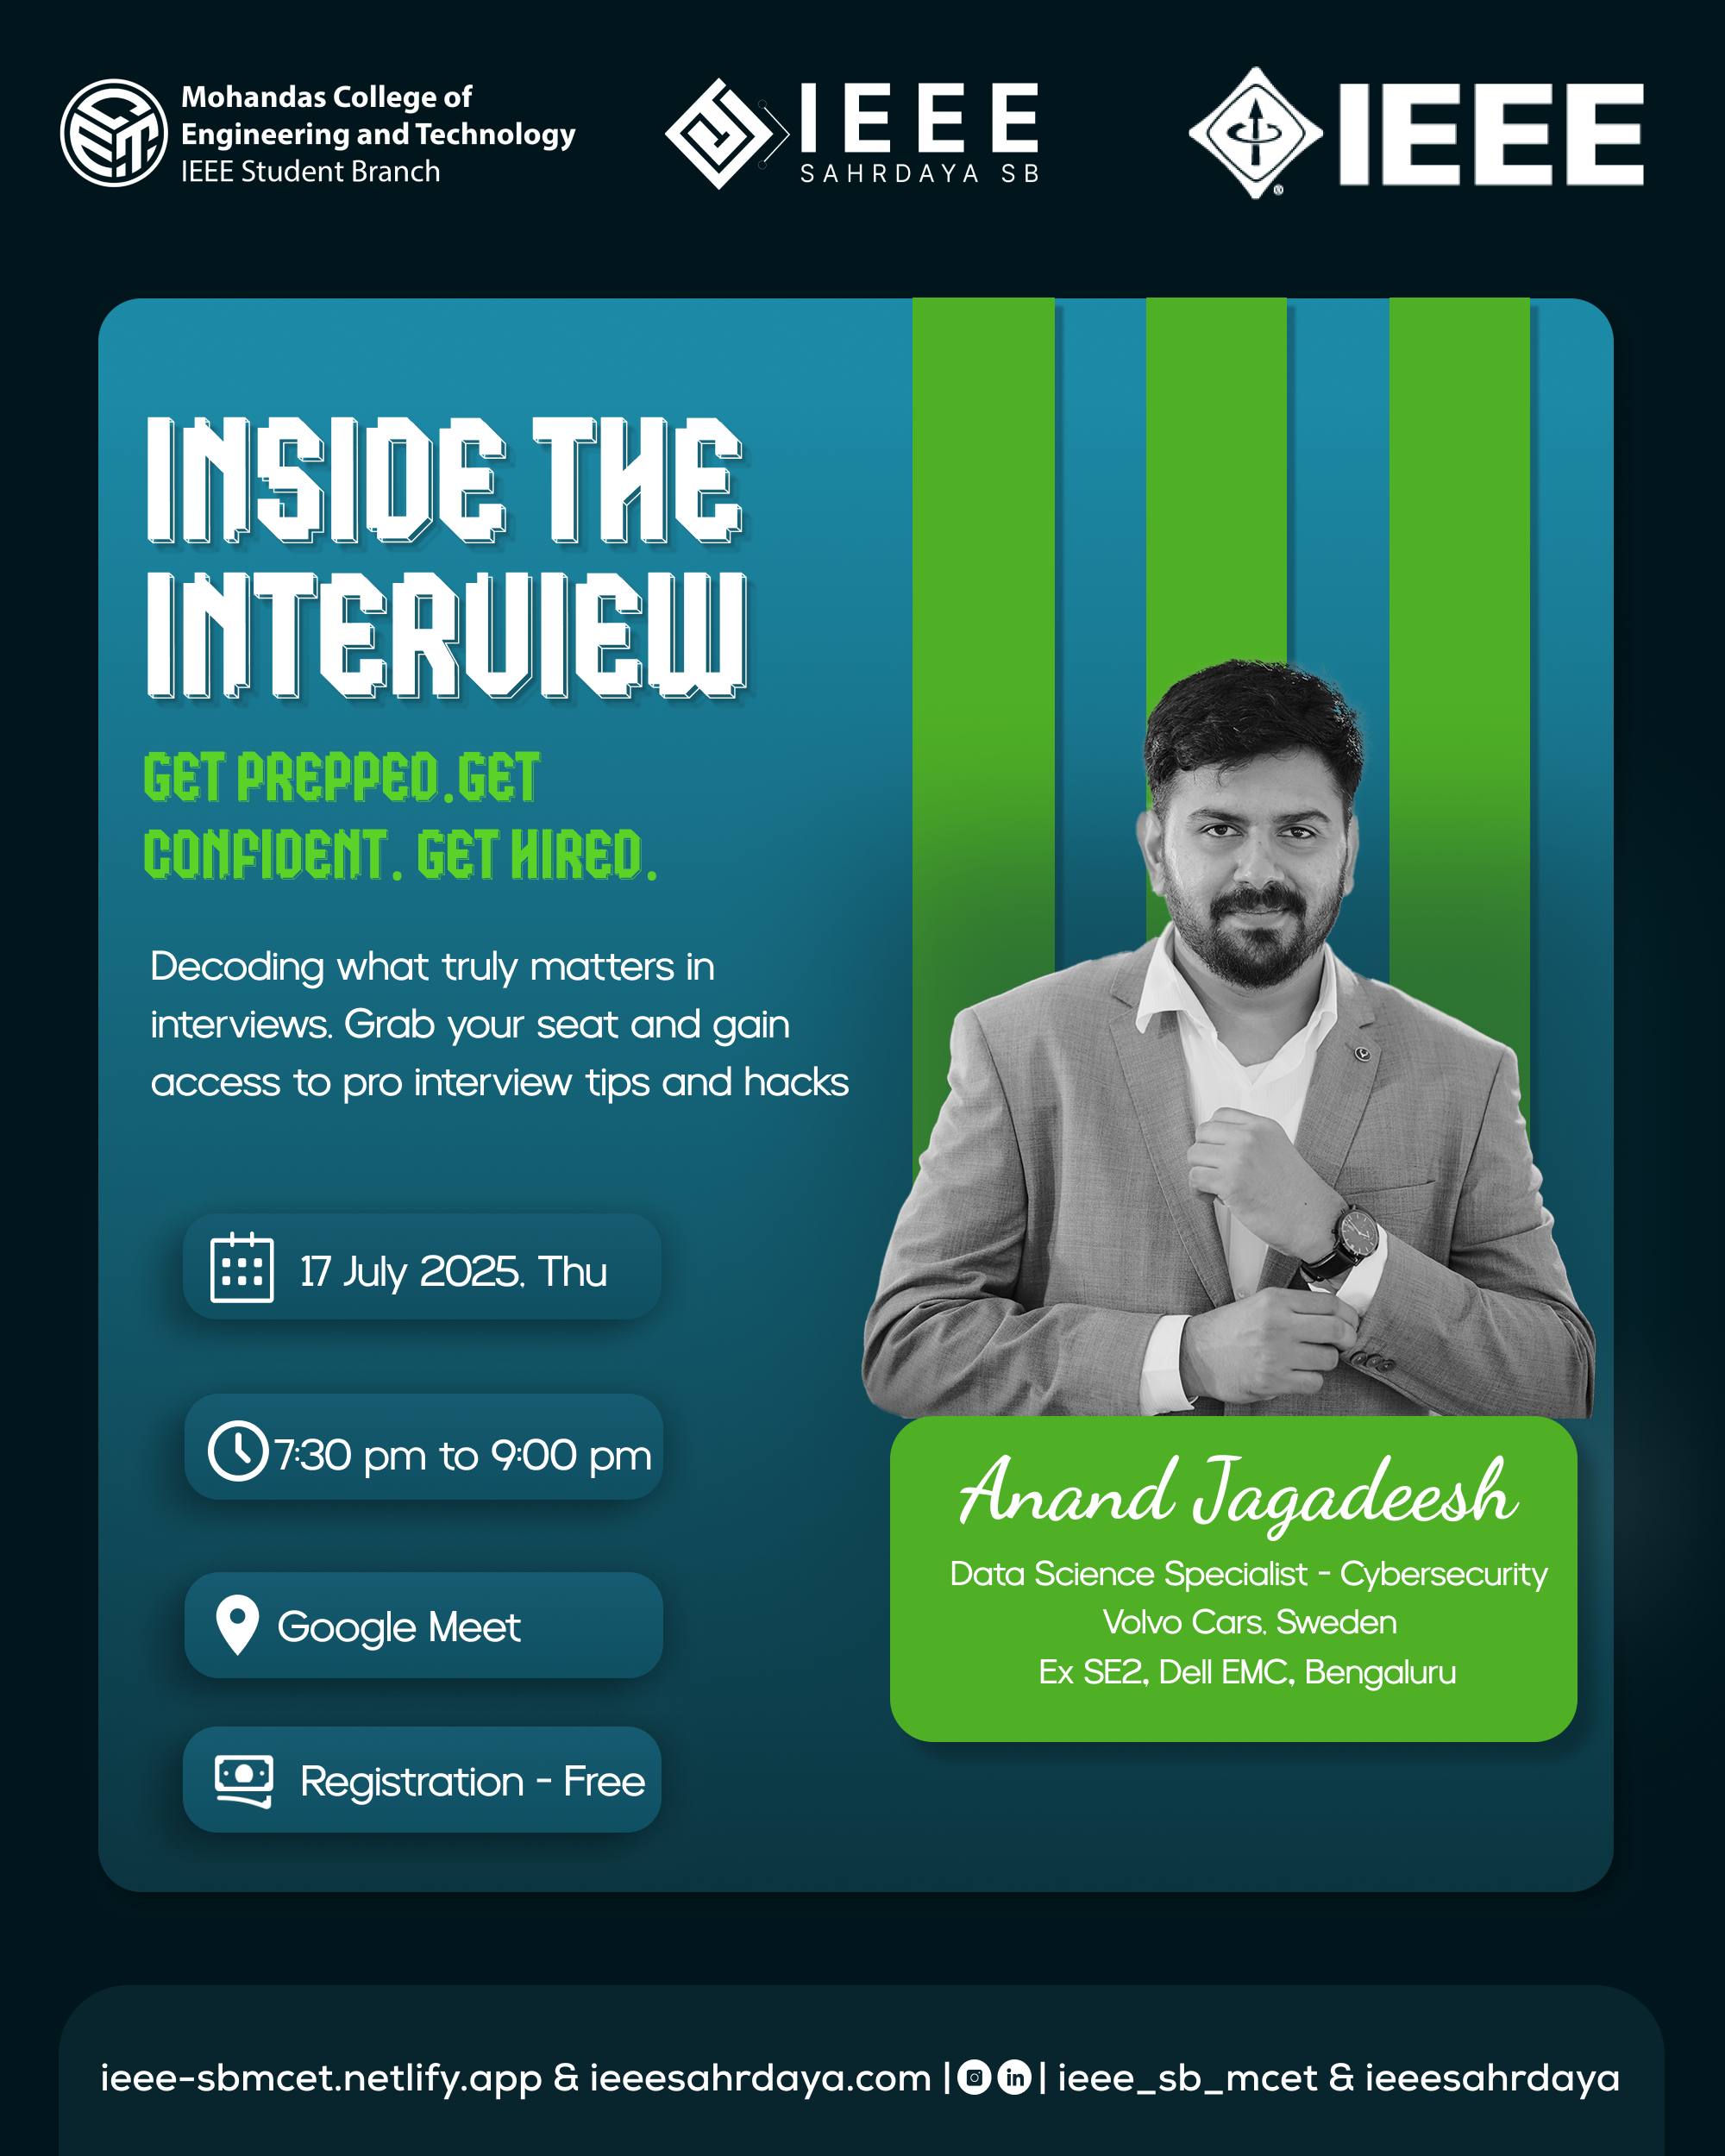 Mohandas College of
Engineering and Technology
IEEE Student Branch
IEEE
SAHRDAYA SB
IEEE
INSIDE THE
INTERVIEW
GET PREPPED.GET
CONFIDENT. GET HIRED.
Decoding what truly matters in
interviews. Grab your seat and gain
access to pro interview tips and hacks
17 July 2025, Thu
7:30 pm to 9:00 pm
Google Meet
Registration - Free
Anand Jagadeesh
Data Science Specialist - Cybersecurity
Volvo Cars, Sweden
Ex SE2, Dell EMC, Bengaluru
ieee-sbmcet.netlify.app & ieeesahrdaya.com | in | ieee_sb_mcet & ieeesahrdaya